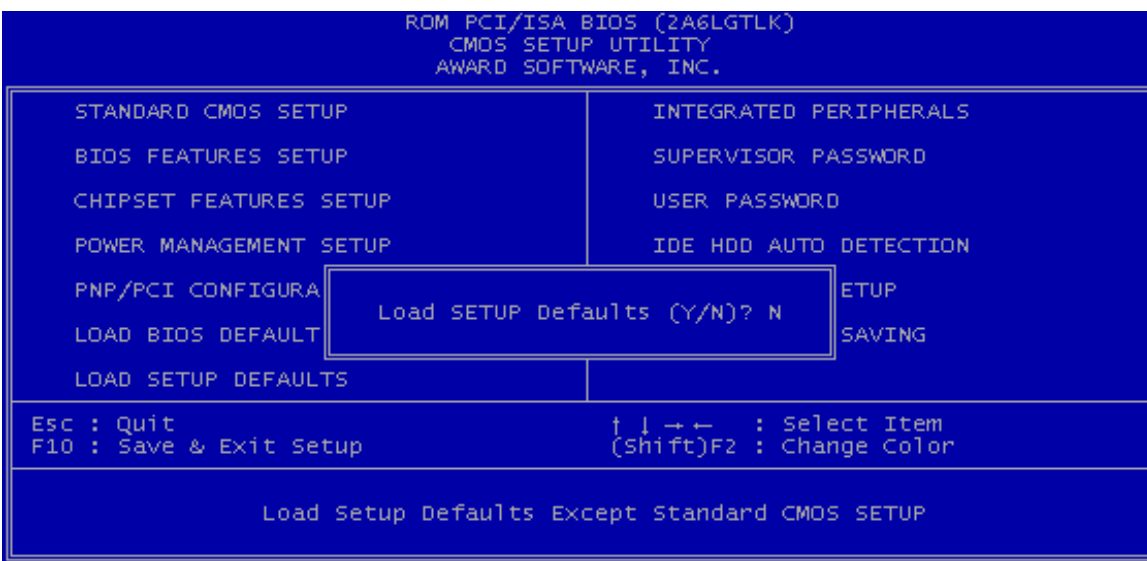 ROM PCI/ISA BIOS (2A6LGTLK)
CMOS SETUP UTILITY
AWARD SOFTWARE, INC.
STANDARD CMOS SETUP
BIOS FEATURES SETUP
CHIPSET FEATURES SETUP
POWER MANAGEMENT SETUP
PNP/PCI CONFIGURA
LOAD BIOS DEFAULT
LOAD SETUP DEFAULTS
INTEGRATED PERIPHERALS
SUPERVISOR PASSWORD
USER PASSWORD
IDE HDD AUTO DETECTION
ETUP
SAVING
Load SETUP Defaults (Y/N)? N
Esc : Quit
F10 : Save & Exit Setup
↑ ↓ → ← : Select Item
(Shift)F2 : Change Color
Load Setup Defaults Except Standard CMOS SETUP